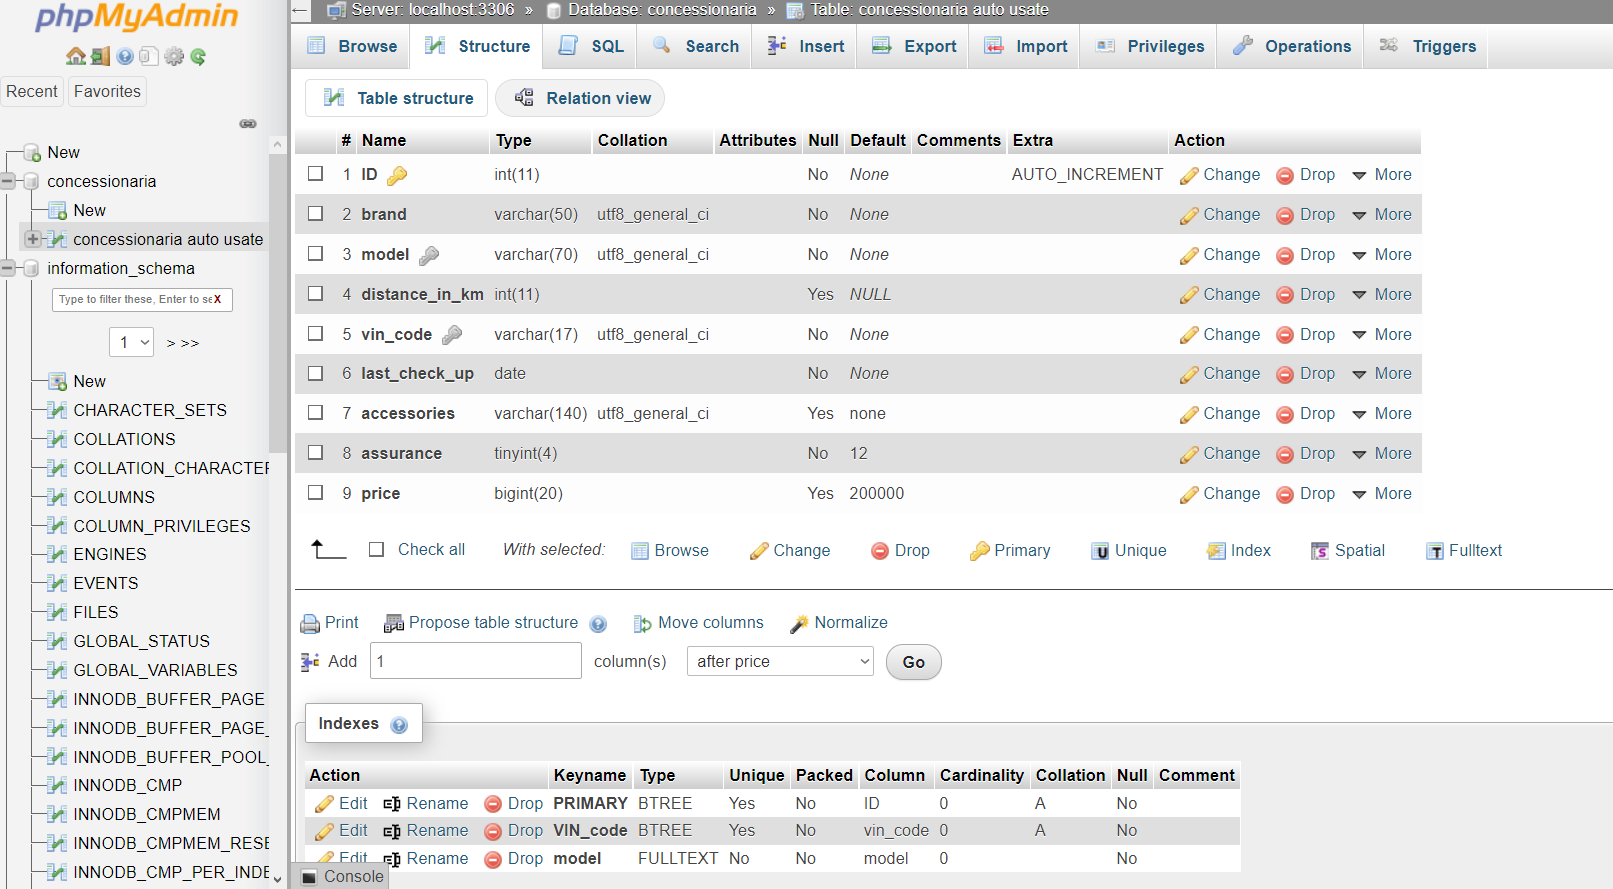 phpMyAdmin
Recent Favorites
New
concessionaria
New
concessionaria auto usate
information_schema
Type to filter these, Enter to se X
1 > >>
New
CHARACTER_SETS
COLLATIONS
COLLATION_CHARACTER
COLUMNS
COLUMN_PRIVILEGES
ENGINES
EVENTS
FILES
GLOBAL_STATUS
GLOBAL_VARIABLES
INNODB_BUFFER_PAGE
INNODB_BUFFER_PAGE_
INNODB_BUFFER_POOL_
INNODB_CMP
INNODB_CMPMEM
INNODB_CMPMEM_RESE
INNODB_CMP_PER_INDE
Server: localhost:3306 » Database: concessionaria » Table: concessionaria auto usate
Browse Structure SQL Search Insert Export Import Privileges Operations Triggers
Table structure Relation view
# Name Type Collation Attributes Null Default Comments Extra Action
1 ID int(11) No None AUTO_INCREMENT Change Drop More
2 brand varchar(50) utf8_general_ci No None Change Drop More
3 model varchar(70) utf8_general_ci No None Change Drop More
4 distance_in_km int(11) Yes NULL Change Drop More
5 vin_code varchar(17) utf8_general_ci No None Change Drop More
6 last_check_up date No None Change Drop More
7 accessories varchar(140) utf8_general_ci Yes none Change Drop More
8 assurance tinyint(4) No 12 Change Drop More
9 price bigint(20) Yes 200000 Change Drop More
Check all With selected: Browse Change Drop Primary Unique Index Spatial Fulltext
Print Propose table structure Move columns Normalize
Add 1 column(s) after price Go
Indexes
Action Keyname Type Unique Packed Column Cardinality Collation Null Comment
Edit Rename Drop PRIMARY BTREE Yes No ID 0 A No
Edit Rename Drop VIN_code BTREE Yes No vin_code 0 A No
Edit Rename Drop model FULLTEXT No No model 0 No
Console